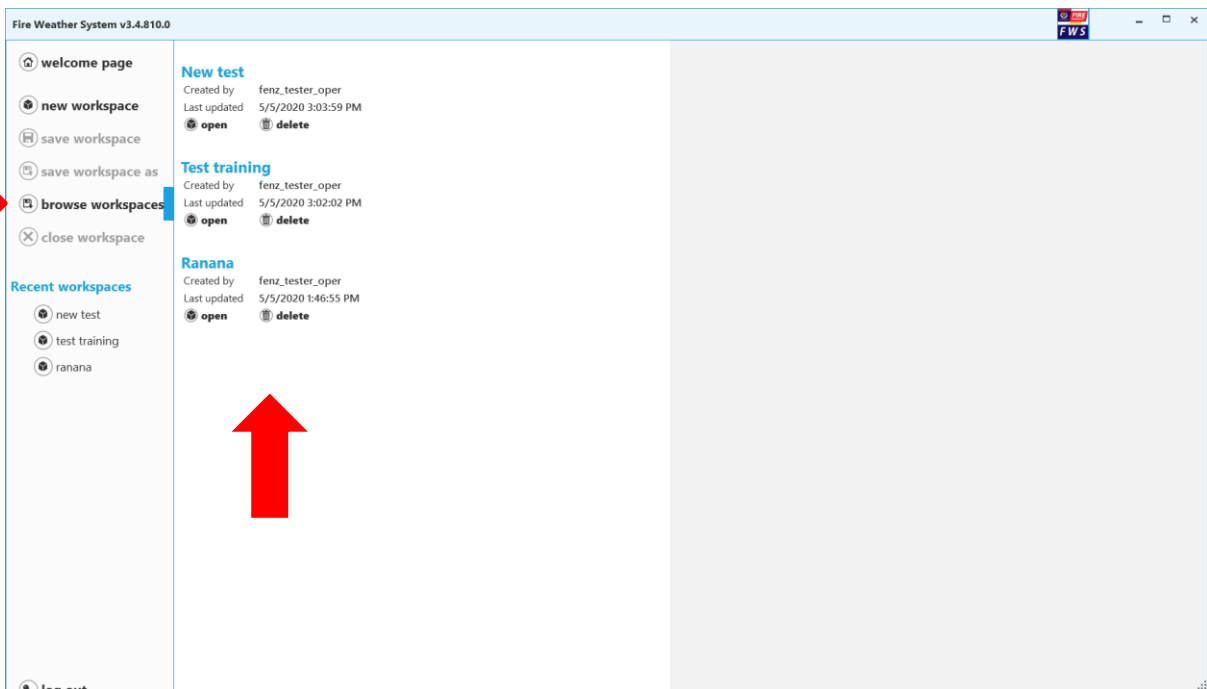 Fire Weather System v3.4.810.0
FIRE
FWS
welcome page
new workspace
save workspace
save workspace as
browse workspaces
close workspace
Recent workspaces
new test
test training
ranana
log out
New test
Created by fenz_tester_oper
Last updated 5/5/2020 3:03:59 PM
open delete
Test training
Created by fenz_tester_oper
Last updated 5/5/2020 3:02:02 PM
open delete
Ranana
Created by fenz_tester_oper
Last updated 5/5/2020 1:46:55 PM
open delete